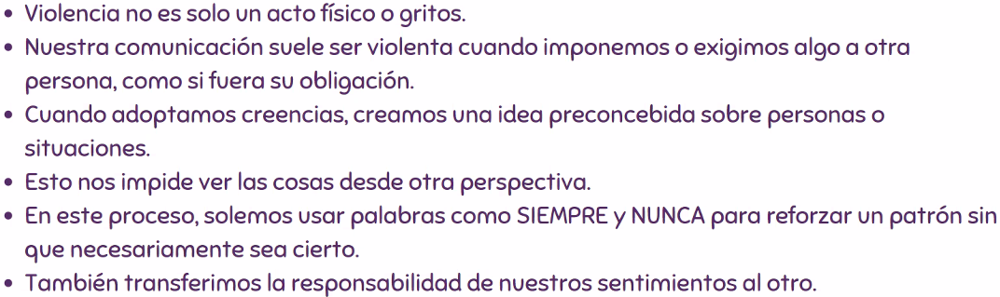 • Violencia no es solo un acto físico o gritos.
• Nuestra comunicación suele ser violenta cuando imponemos o exigimos algo a otra
persona, como si fuera su obligación.
• Cuando adoptamos creencias, creamos una idea preconcebida sobre personas o
situaciones.
• Esto nos impide ver las cosas desde otra perspectiva.
• En este proceso, solemos usar palabras como SIEMPRE y NUNCA para reforzar un patrón sin
que necesariamente sea cierto.
• También transferimos la responsabilidad de nuestros sentimientos al otro.